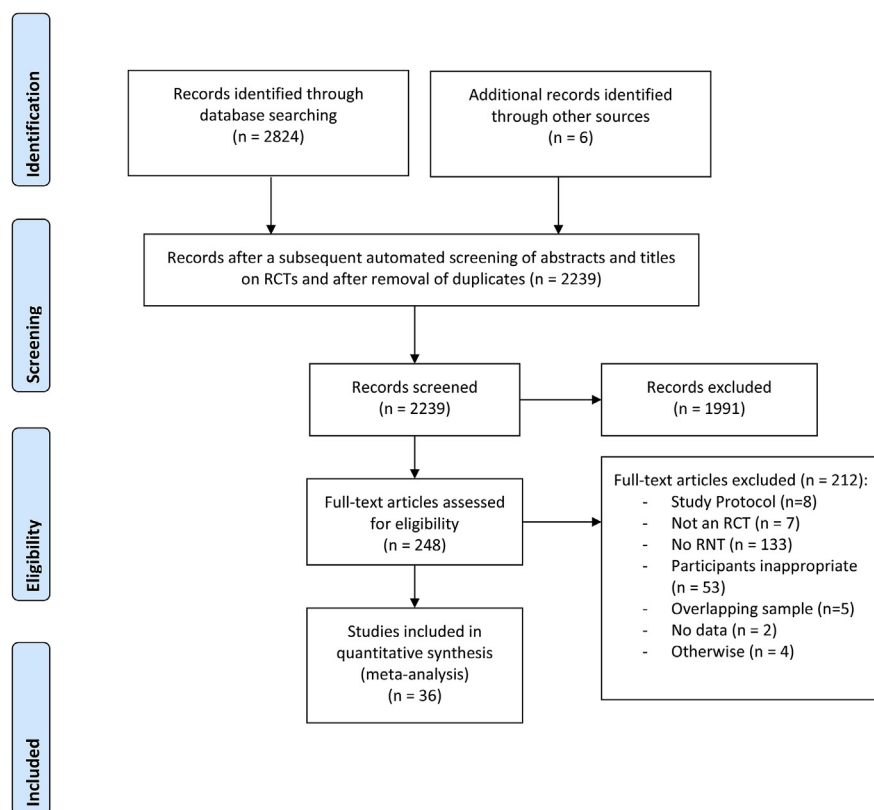 Identification
Records identified through
database searching
(n = 2824)
Additional records identified
through other sources
(n = 6)
Screening
Records after a subsequent automated screening of abstracts and titles
on RCTs and after removal of duplicates (n = 2239)
Records screened
(n = 2239)
Records excluded
(n = 1991)
Eligibility
Full-text articles assessed
for eligibility
(n = 248)
Full-text articles excluded (n = 212):
- Study Protocol (n=8)
- Not an RCT (n = 7)
- No RNT (n = 133)
- Participants inappropriate
(n = 53)
- Overlapping sample (n=5)
- No data (n = 2)
- Otherwise (n = 4)
Included
Studies included in
quantitative synthesis
(meta-analysis)
(n = 36)